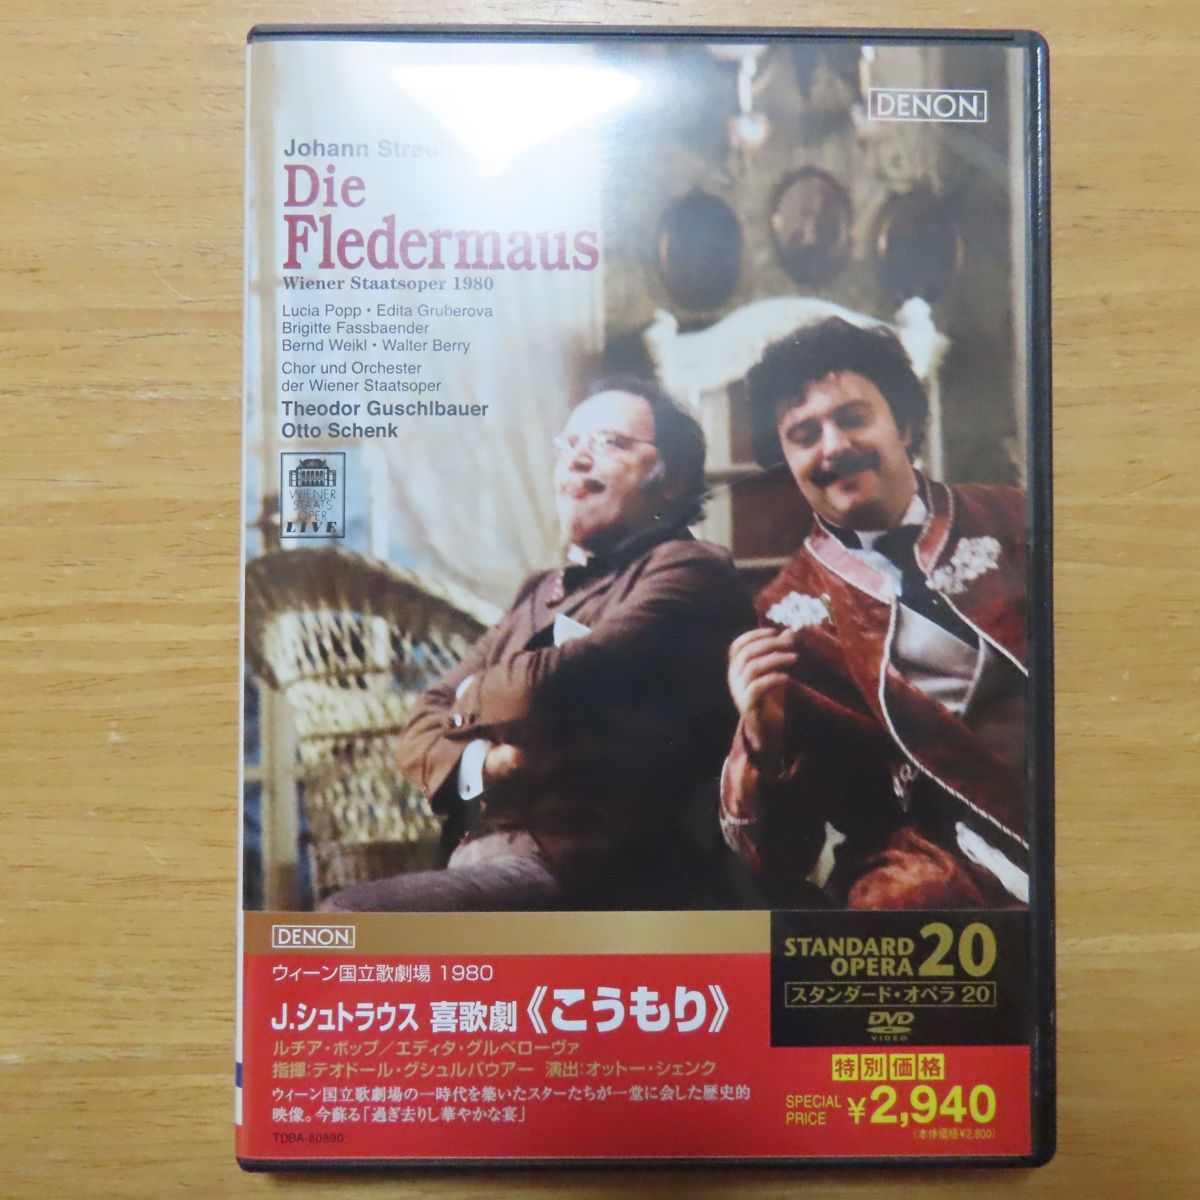 DENON
Johann
Die
Fledermaus
Wiener Staatsoper 1980
Lucia Popp・Edita Gruberova
Brigitte Fassbaender
Bernd Weikl・Walter Berry
Chor und Orchester
der Wiener Staatsoper
Theodor Guschlbauer
Otto Schenk
WIENER
STAATS
OPER
LIVE
DENON
ウィーン国立歌劇場 1980
J.シュトラウス 喜歌劇《こうもり》
ルチア・ポップ／エディタ・グルベローヴァ
指揮:テオドール・グシュルバウアー 演出:オットー・シェンク
ウィーン国立歌劇場の一時代を築いたスターたちが一堂に会した歴史的
映像。今蘇る「過ぎ去りし華やかな宴」
TDBA-80890
STANDARD
OPERA 20
スタンダード・オペラ 20
DVD
VIDEO
特別価格
SPECIAL
PRICE ¥2,940
(本体価格¥2,800)